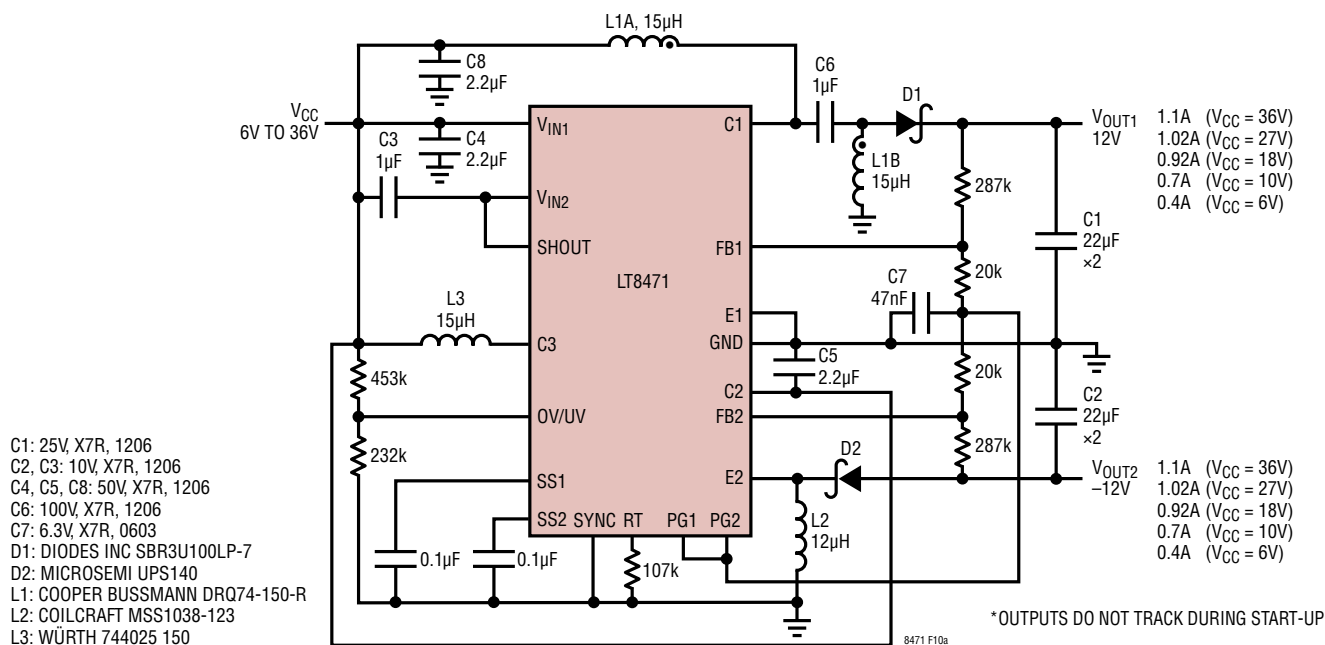 L1A, 15µH
C8
2.2µF
VCC
6V TO 36V
C4
2.2µF
C3
1µF
C6
1µF
D1
L1B
15µH
VOUT1
12V
1.1A (VCC = 36V)
1.02A (VCC = 27V)
0.92A (VCC = 18V)
0.7A (VCC = 10V)
0.4A (VCC = 6V)
VIN1
VIN2
SHOUT
C3
OV/UV
SS1
SS2
SYNC
RT
PG1
PG2
LT8471
C1
FB1
E1
GND
C2
FB2
E2
287k
20k
C7
47nF
C1
22µF
×2
L3
15µH
C5
2.2µF
20k
287k
C2
22µF
×2
453k
232k
D2
L2
12µH
VOUT2
–12V
1.1A (VCC = 36V)
1.02A (VCC = 27V)
0.92A (VCC = 18V)
0.7A (VCC = 10V)
0.4A (VCC = 6V)
0.1µF
0.1µF
107k
C1: 25V, X7R, 1206
C2, C3: 10V, X7R, 1206
C4, C5, C8: 50V, X7R, 1206
C6: 100V, X7R, 1206
C7: 6.3V, X7R, 0603
D1: DIODES INC SBR3U100LP-7
D2: MICROSEMI UPS140
L1: COOPER BUSSMANN DRQ74-150-R
L2: COILCRAFT MSS1038-123
L3: WÜRTH 744025 150
8471 F10a
*OUTPUTS DO NOT TRACK DURING START-UP